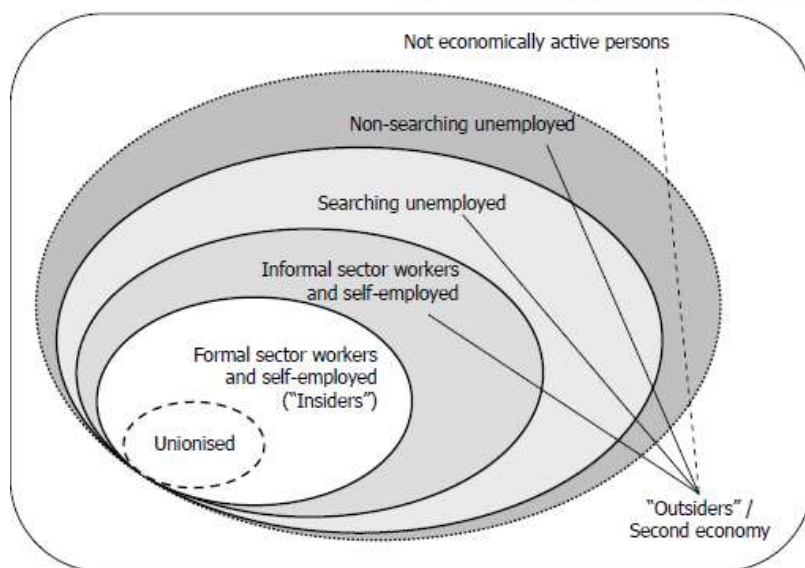 Not economically active persons
Non-searching unemployed
Searching unemployed
Informal sector workers
and self-employed
Formal sector workers
and self-employed
(“Insiders”)
Unionised
“Outsiders” /
Second economy